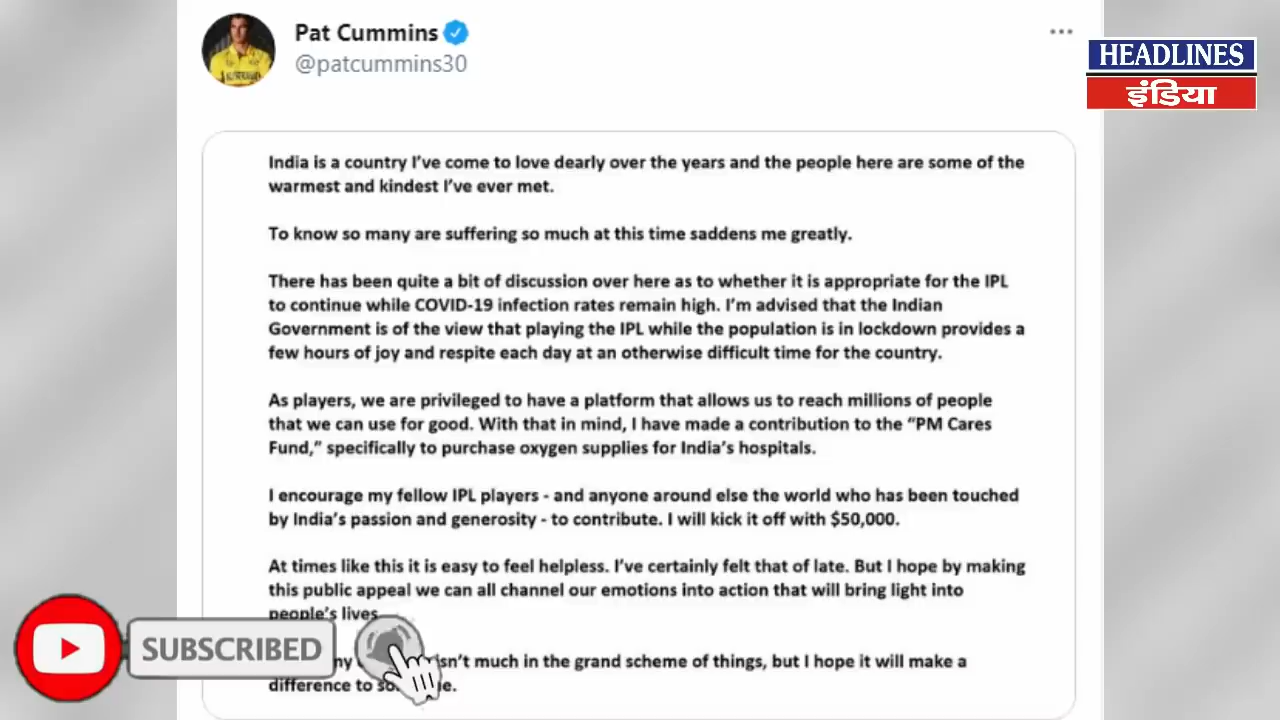 Pat Cummins
@patcummins30
HEADLINES
इंडिया
India is a country I've come to love dearly over the years and the people here are some of the
warmest and kindest I've ever met.
To know so many are suffering so much at this time saddens me greatly.
There has been quite a bit of discussion over here as to whether it is appropriate for the IPL
to continue while COVID-19 infection rates remain high. I'm advised that the Indian
Government is of the view that playing the IPL while the population is in lockdown provides a
few hours of joy and respite each day at an otherwise difficult time for the country.
As players, we are privileged to have a platform that allows us to reach millions of people
that we can use for good. With that in mind, I have made a contribution to the “PM Cares
Fund,” specifically to purchase oxygen supplies for India's hospitals.
I encourage my fellow IPL players - and anyone around else the world who has been touched
by India's passion and generosity - to contribute. I will kick it off with $50,000.
At times like this it is easy to feel helpless. I've certainly felt that of late. But I hope by making
this public appeal we can all channel our emotions into action that will bring light into
people's lives
isn't much in the grand scheme of things, but I hope it will make a
difference to
SUBSCRIBED